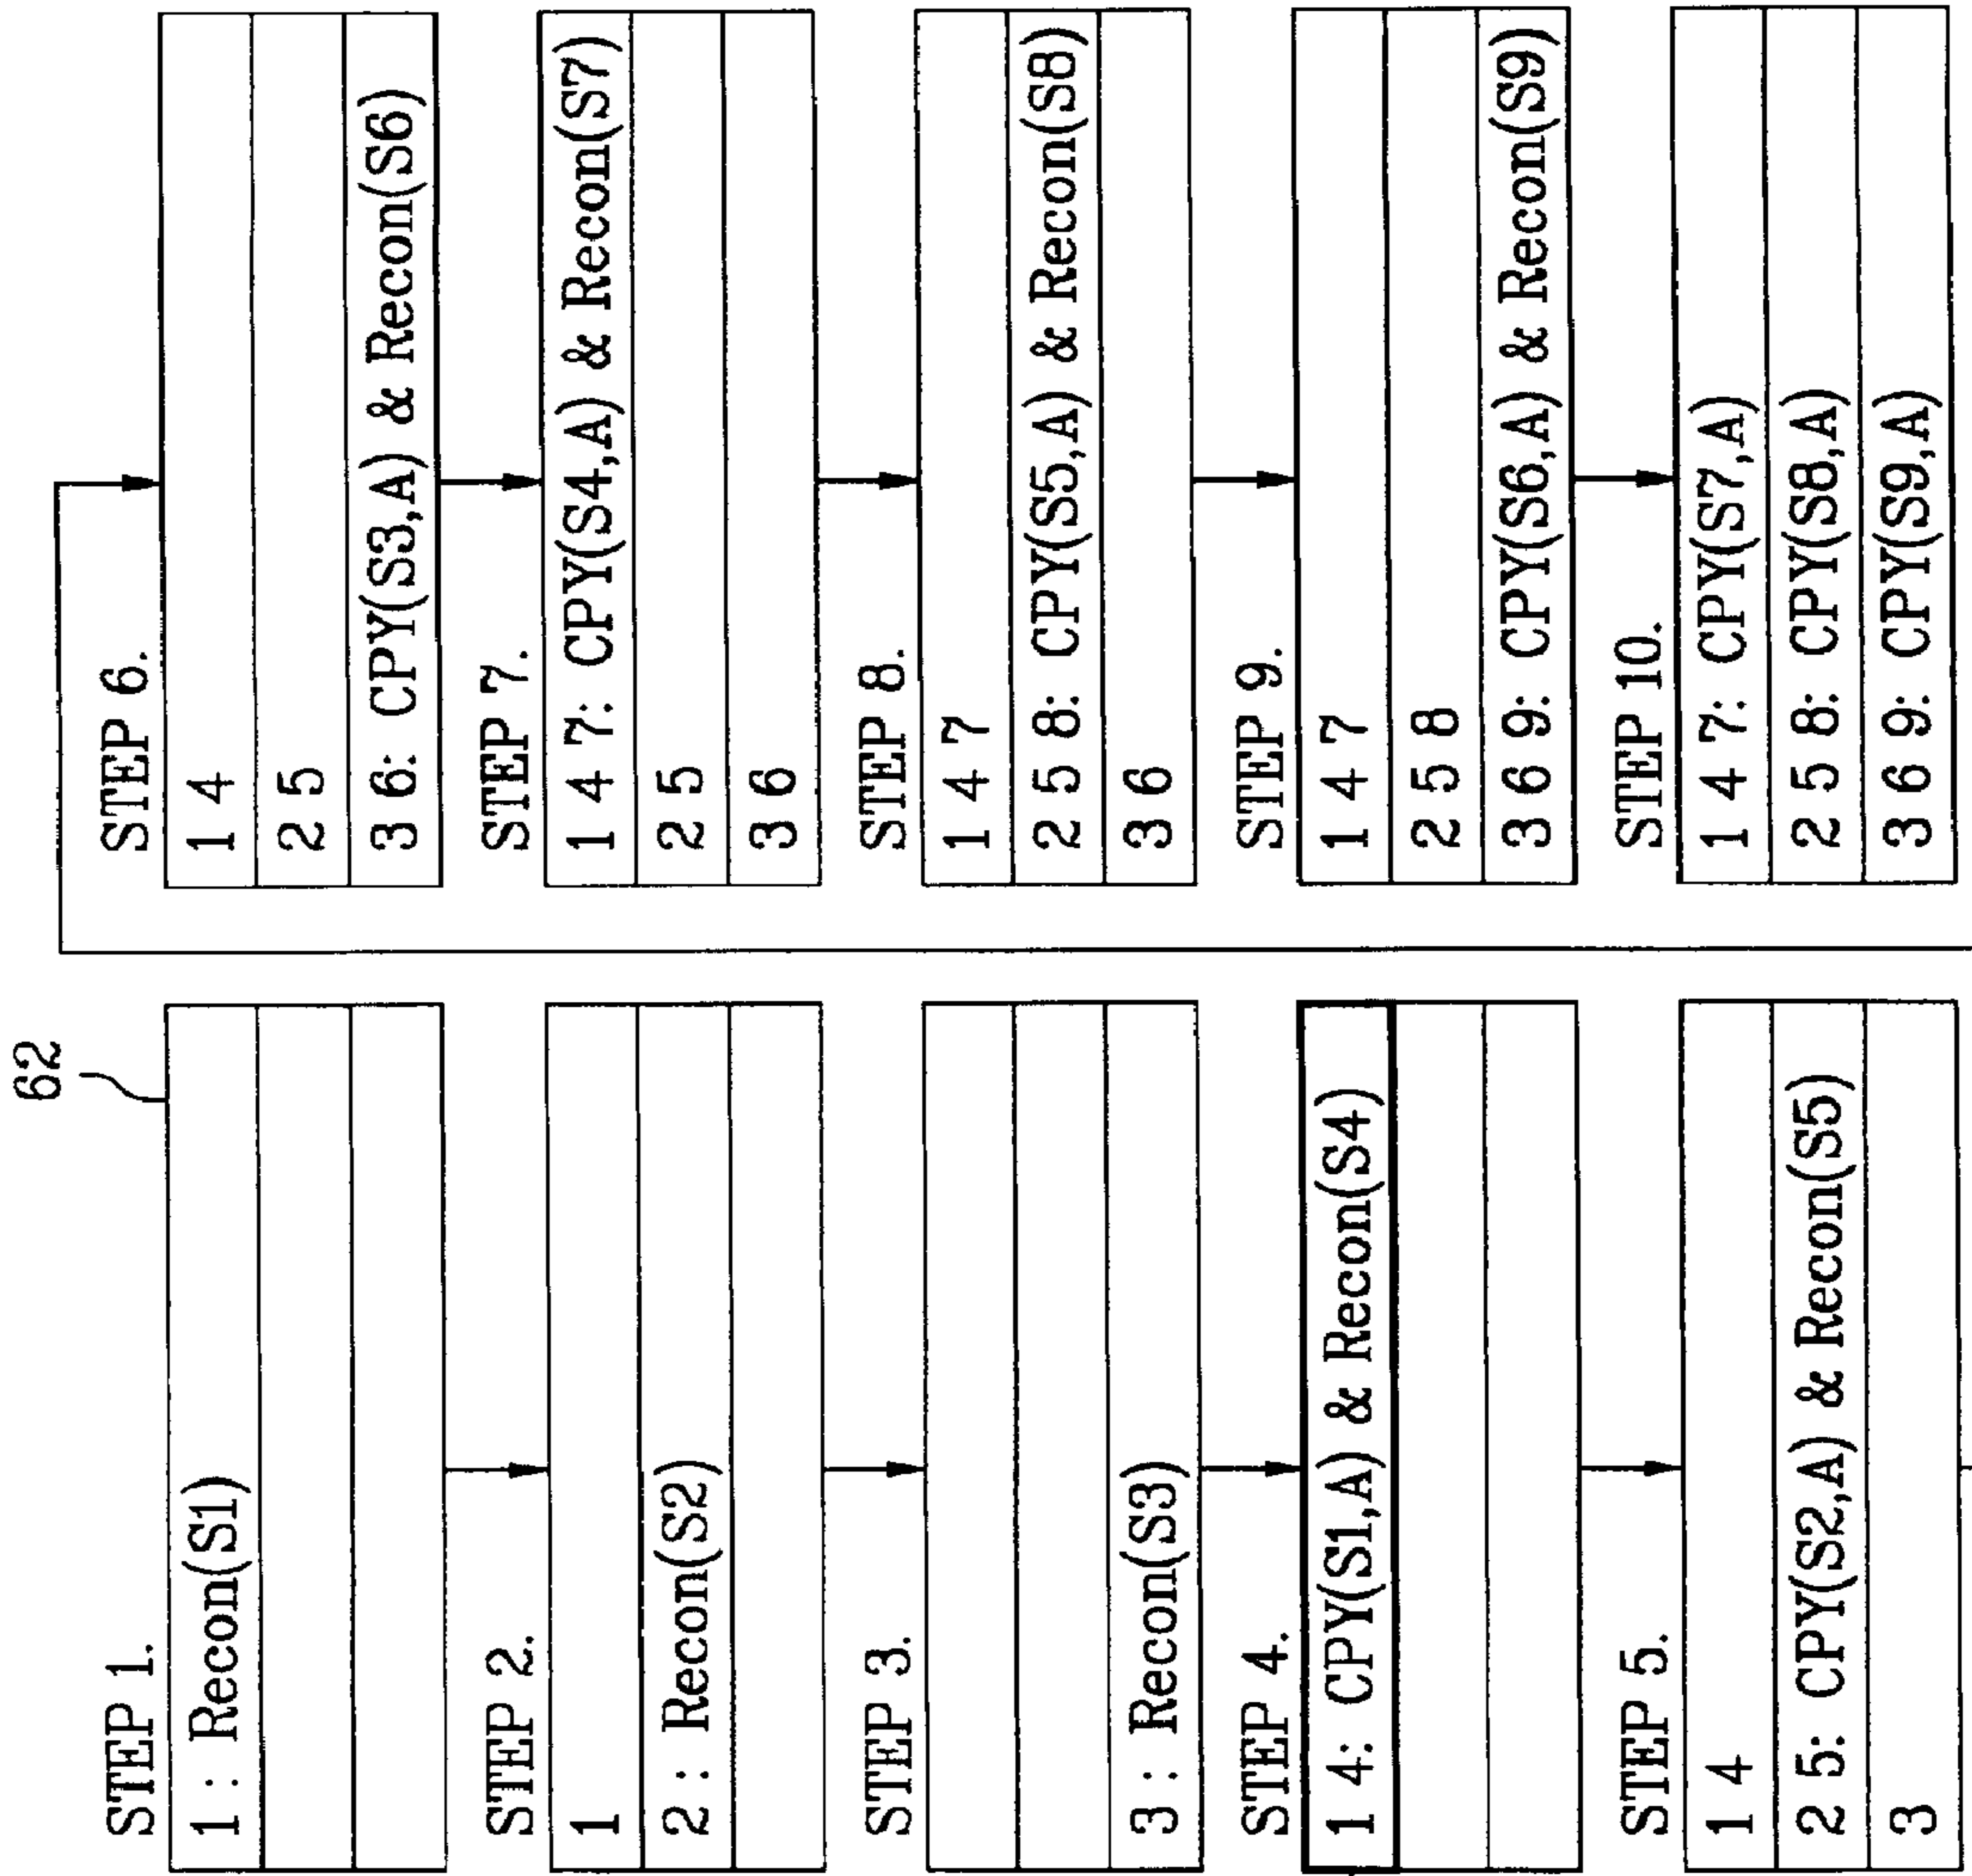 62
STEP 1.
1 : Recon(S1)
STEP 2.
1
2 : Recon(S2)
STEP 3.
3 : Recon(S3)
STEP 4.
1 4: CPY(S1,A) & Recon(S4)
STEP 5.
1 4
2 5: CPY(S2,A) & Recon(S5)
3
STEP 6.
1 4
2 5
3 6: CPY(S3,A) & Recon(S6)
STEP 7.
1 4 7: CPY(S4,A) & Recon(S7)
2 5
3 6
STEP 8.
1 4 7
2 5 8: CPY(S5,A) & Recon(S8)
3 6
STEP 9.
1 4 7
2 5 8
3 6 9: CPY(S6,A) & Recon(S9)
STEP 10.
1 4 7: CPY(S7,A)
2 5 8: CPY(S8,A)
3 6 9: CPY(S9,A)